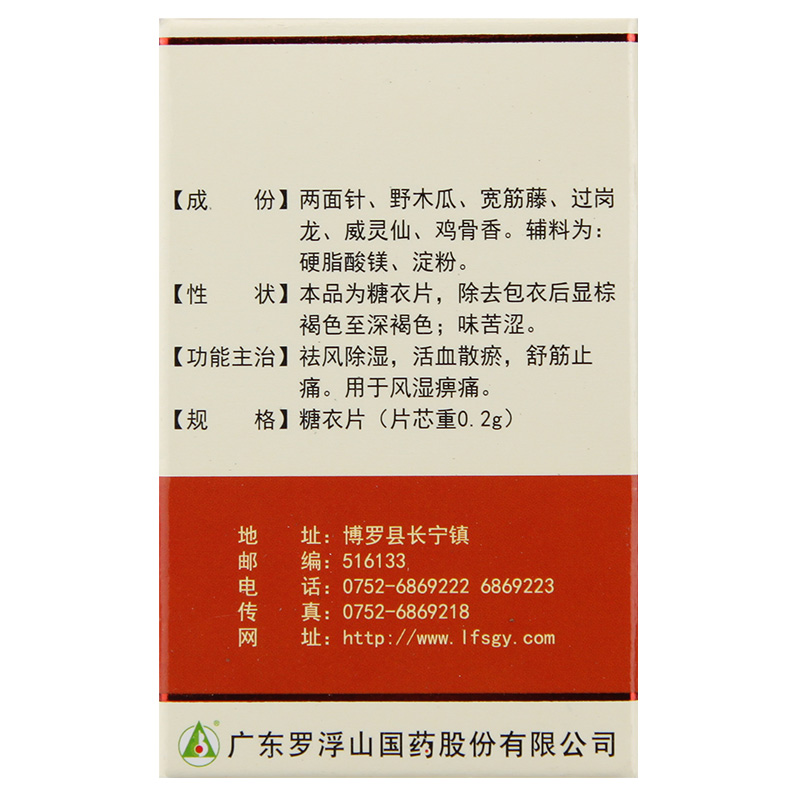 【成　份】两面针、野木瓜、宽筋藤、过岗
龙、威灵仙、鸡骨香。辅料为：
硬脂酸镁、淀粉。
【性　状】本品为糖衣片，除去包衣后显棕
褐色至深褐色；味苦涩。
【功能主治】祛风除湿，活血散瘀，舒筋止
痛。用于风湿痹痛。
【规　格】糖衣片（片芯重0.2g）
地　址：博罗县长宁镇
邮　编：516133
电　话：0752-6869222 6869223
传　真：0752-6869218
网　址：http://www.lfsgy.com
®广东罗浮山国药股份有限公司